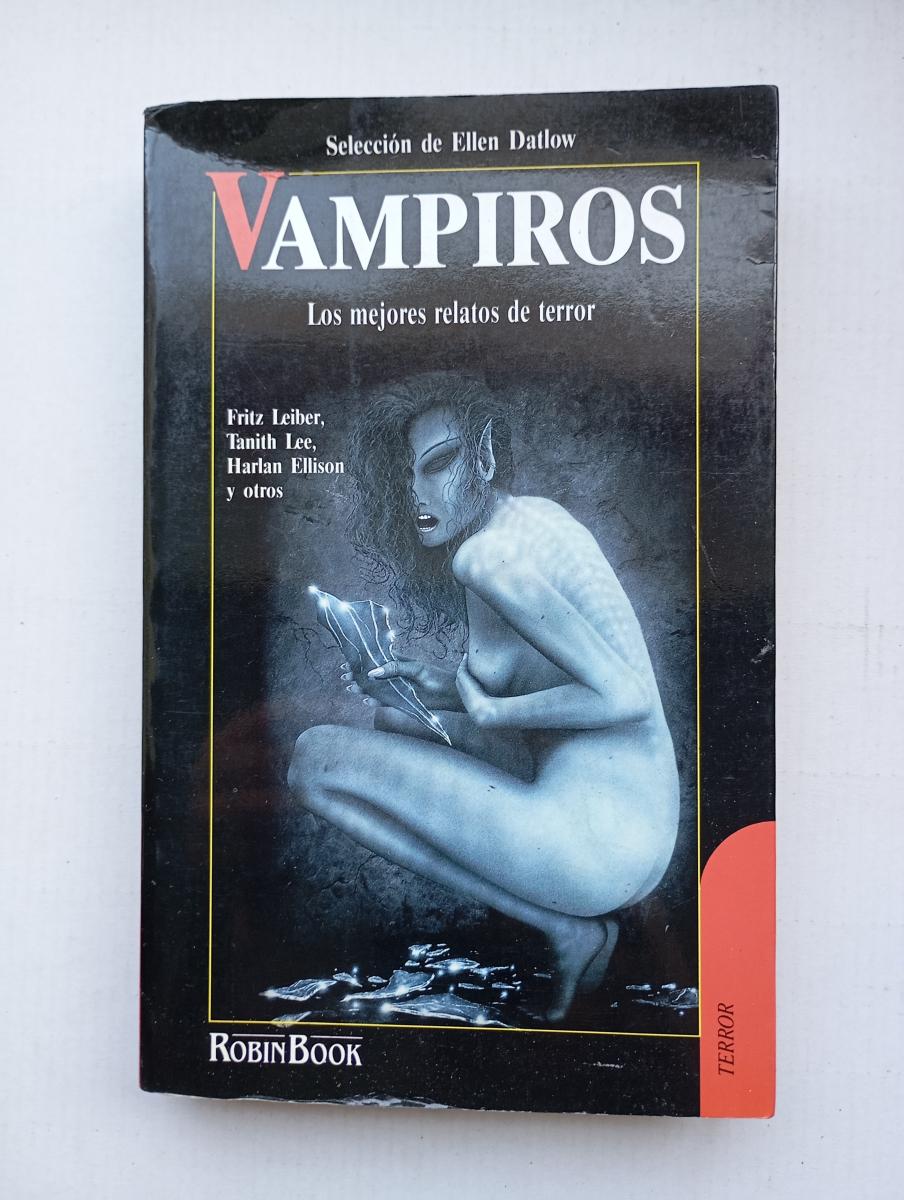 Selección de Ellen Datlow
VAMPIROS
Los mejores relatos de terror
Fritz Leiber,
Tanith Lee,
Harlan Ellison
y otros
ROBINBOOK
TERROR